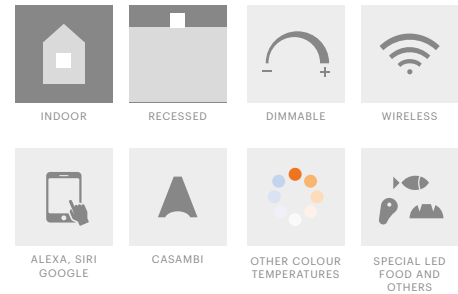 INDOOR
RECESSED
DIMMABLE
WIRELESS
ALEXA, SIRI
GOOGLE
CASAMBI
OTHER COLOUR
TEMPERATURES
SPECIAL LED
FOOD AND
OTHERS